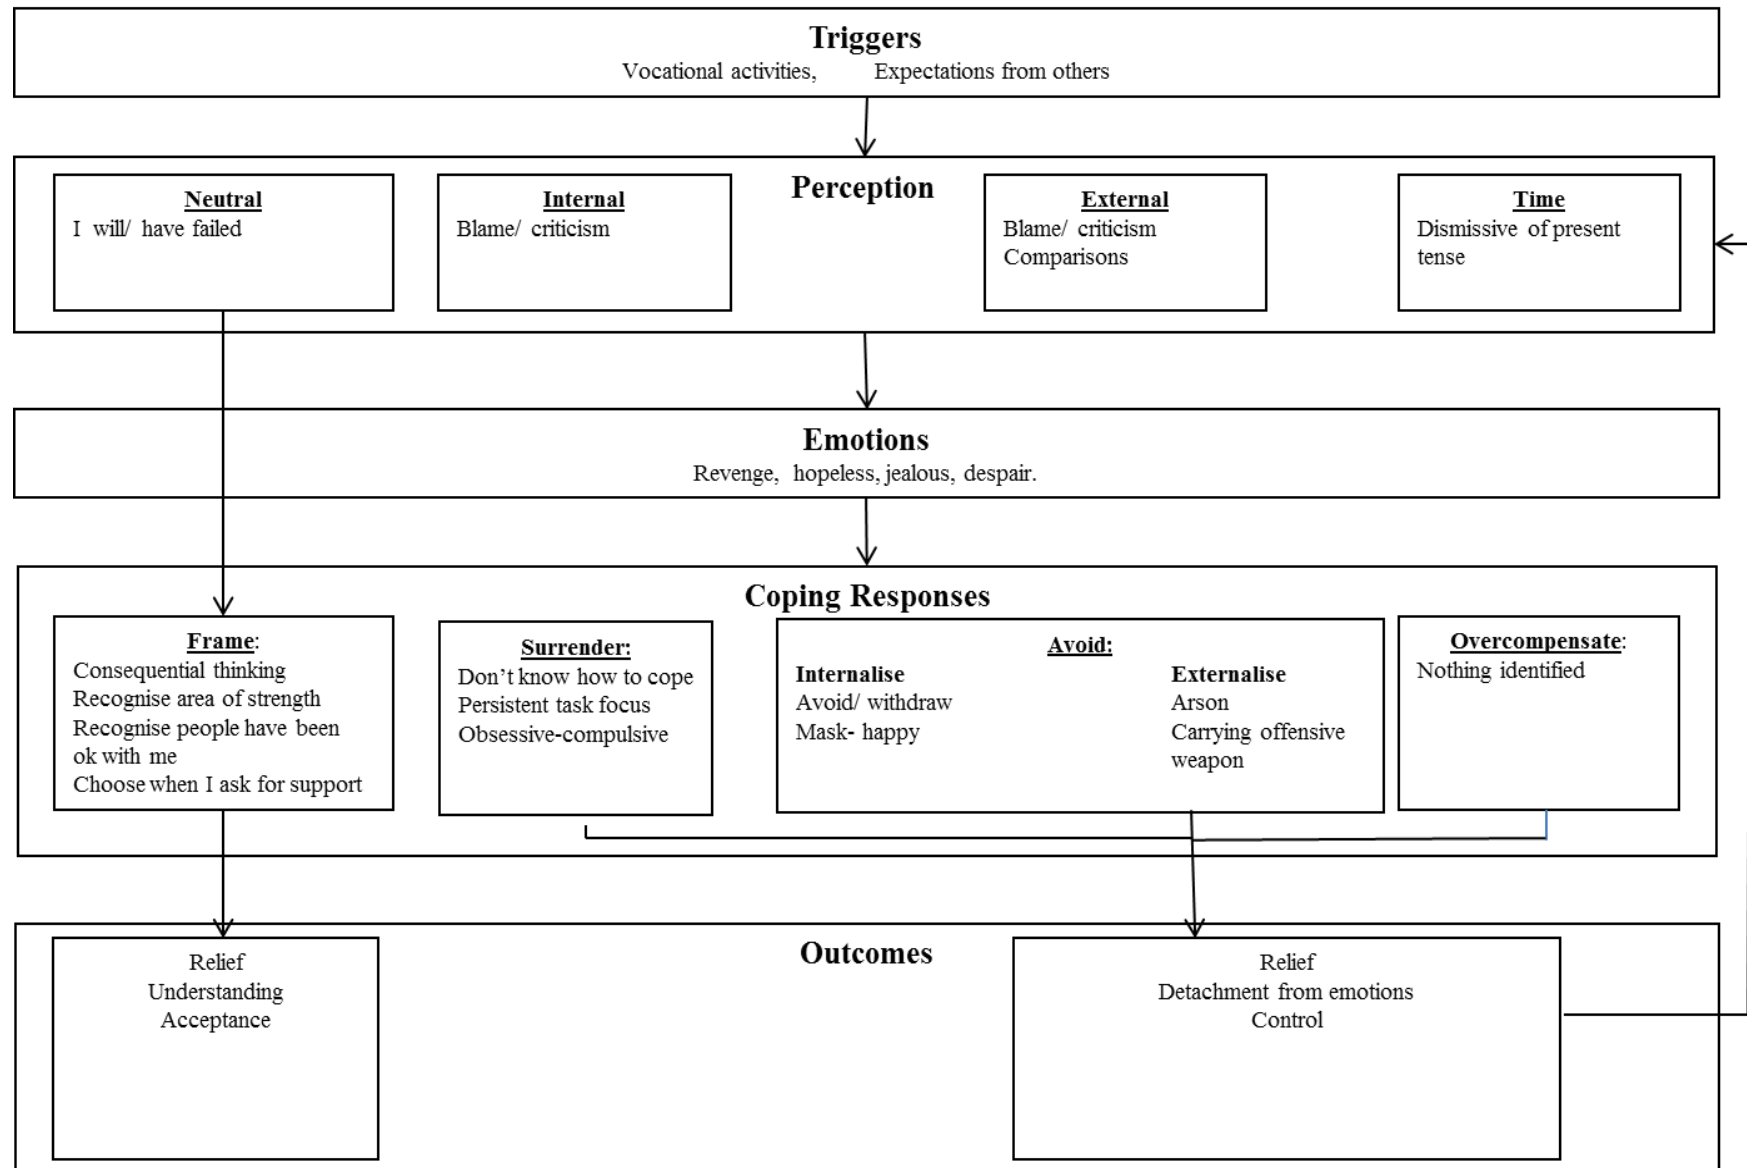 Triggers
Vocational activities, Expectations from others
Perception
Neutral
I will/ have failed
Internal
Blame/ criticism
External
Blame/ criticism
Comparisons
Time
Dismissive of present
tense
Emotions
Revenge, hopeless, jealous, despair.
Coping Responses
Frame:
Consequential thinking
Recognise area of strength
Recognise people have been
ok with me
Choose when I ask for support
Surrender:
Don’t know how to cope
Persistent task focus
Obsessive-compulsive
Avoid:
Internalise
Avoid/ withdraw
Mask- happy
Externalise
Arson
Carrying offensive
weapon
Overcompensate:
Nothing identified
Outcomes
Relief
Understanding
Acceptance
Relief
Detachment from emotions
Control